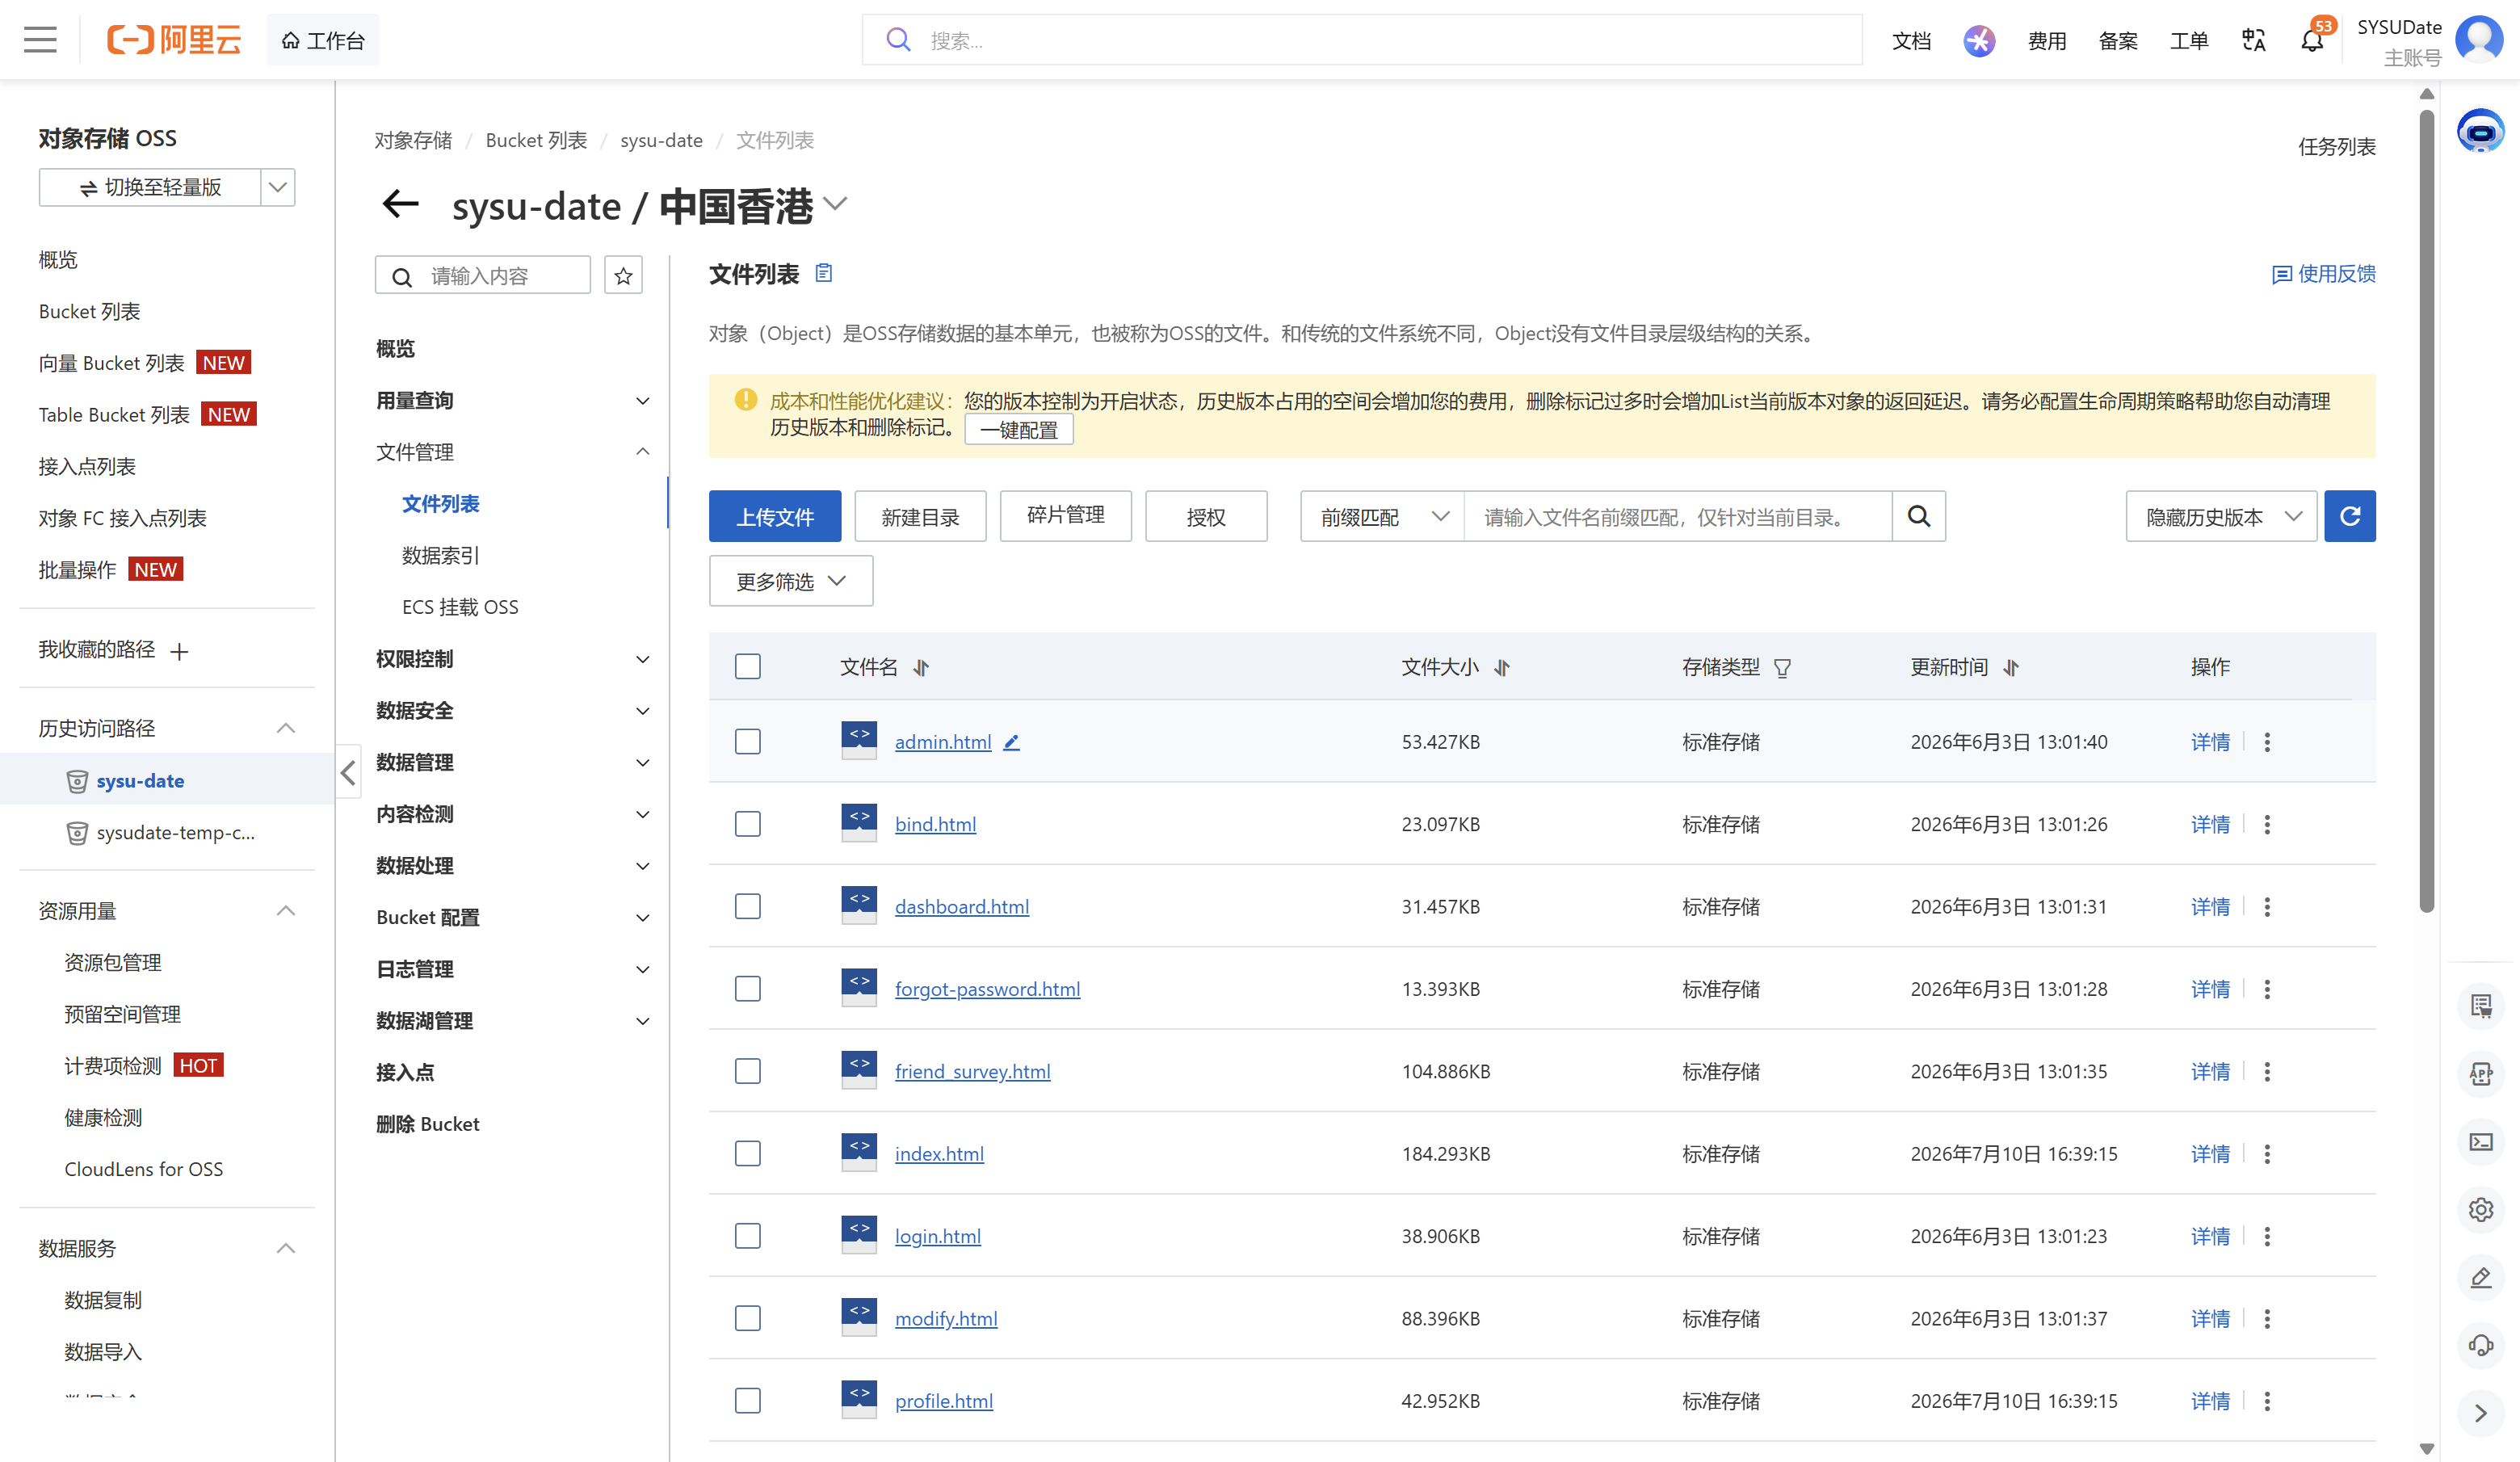 阿里云
工作台
搜索...
文档
费用
备案
工单
53
SYSUDate
主账号
对象存储 OSS
切换至轻量版
概览
Bucket 列表
向量 Bucket 列表 NEW
Table Bucket 列表 NEW
接入点列表
对象 FC 接入点列表
批量操作 NEW
我收藏的路径
历史访问路径
sysu-date
sysudate-temp-c...
资源用量
资源包管理
预留空间管理
计费项检测 HOT
健康检测
CloudLens for OSS
数据服务
数据复制
数据导入
对象存储 / Bucket 列表 / sysu-date / 文件列表
任务列表
sysu-date / 中国香港
请输入内容
概览
用量查询
文件管理
文件列表
数据索引
ECS 挂载 OSS
权限控制
数据安全
数据管理
内容检测
数据处理
Bucket 配置
日志管理
数据湖管理
接入点
删除 Bucket
文件列表
使用反馈
对象（Object）是OSS存储数据的基本单元，也被称为OSS的文件。和传统的文件系统不同，Object没有文件目录层级结构的关系。
成本和性能优化建议：您的版本控制为开启状态，历史版本占用的空间会增加您的费用，删除标记过多时会增加List当前版本对象的返回延迟。请务必配置生命周期策略帮助您自动清理
历史版本和删除标记。 一键配置
上传文件 新建目录 碎片管理 授权 前缀匹配 请输入文件名前缀匹配，仅针对当前目录。 隐藏历史版本
更多筛选
文件名 文件大小 存储类型 更新时间 操作
admin.html 53.427KB 标准存储 2026年6月3日 13:01:40 详情
bind.html 23.097KB 标准存储 2026年6月3日 13:01:26 详情
dashboard.html 31.457KB 标准存储 2026年6月3日 13:01:31 详情
forgot-password.html 13.393KB 标准存储 2026年6月3日 13:01:28 详情
friend_survey.html 104.886KB 标准存储 2026年6月3日 13:01:35 详情
index.html 184.293KB 标准存储 2026年7月10日 16:39:15 详情
login.html 38.906KB 标准存储 2026年6月3日 13:01:23 详情
modify.html 88.396KB 标准存储 2026年6月3日 13:01:37 详情
profile.html 42.952KB 标准存储 2026年7月10日 16:39:15 详情
APP